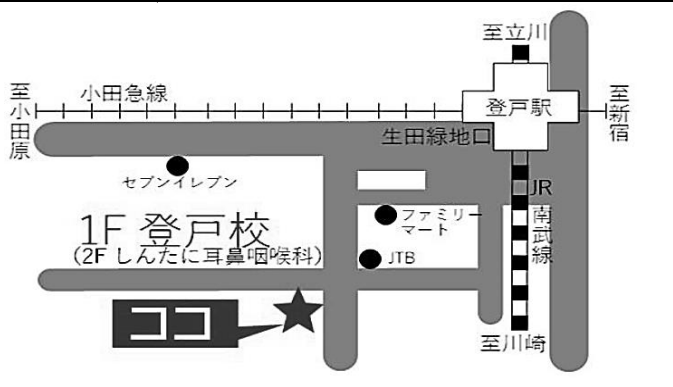 至立川
至小田原
小田急線
登戸駅
至新宿
生田緑地口
セブンイレブン
JR
南武線
1F 登戸校
(2F しんたに耳鼻咽喉科)
ファミリー
マート
JTB
ココ
至川崎